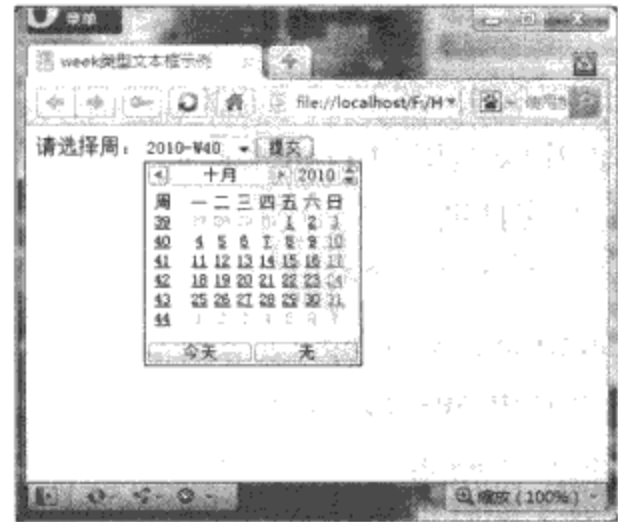 菜单
week类型文本框示例
file://localhost/F:/H
请选择周： 2010-W40 提交
十月 2010
周 一 二 三 四 五 六 日
39 1 2 3
40 4 5 6 7 8 9 10
41 11 12 13 14 15 16 17
42 18 19 20 21 22 23 24
43 25 26 27 28 29 30 31
44
今天 无
缩放 (100%)